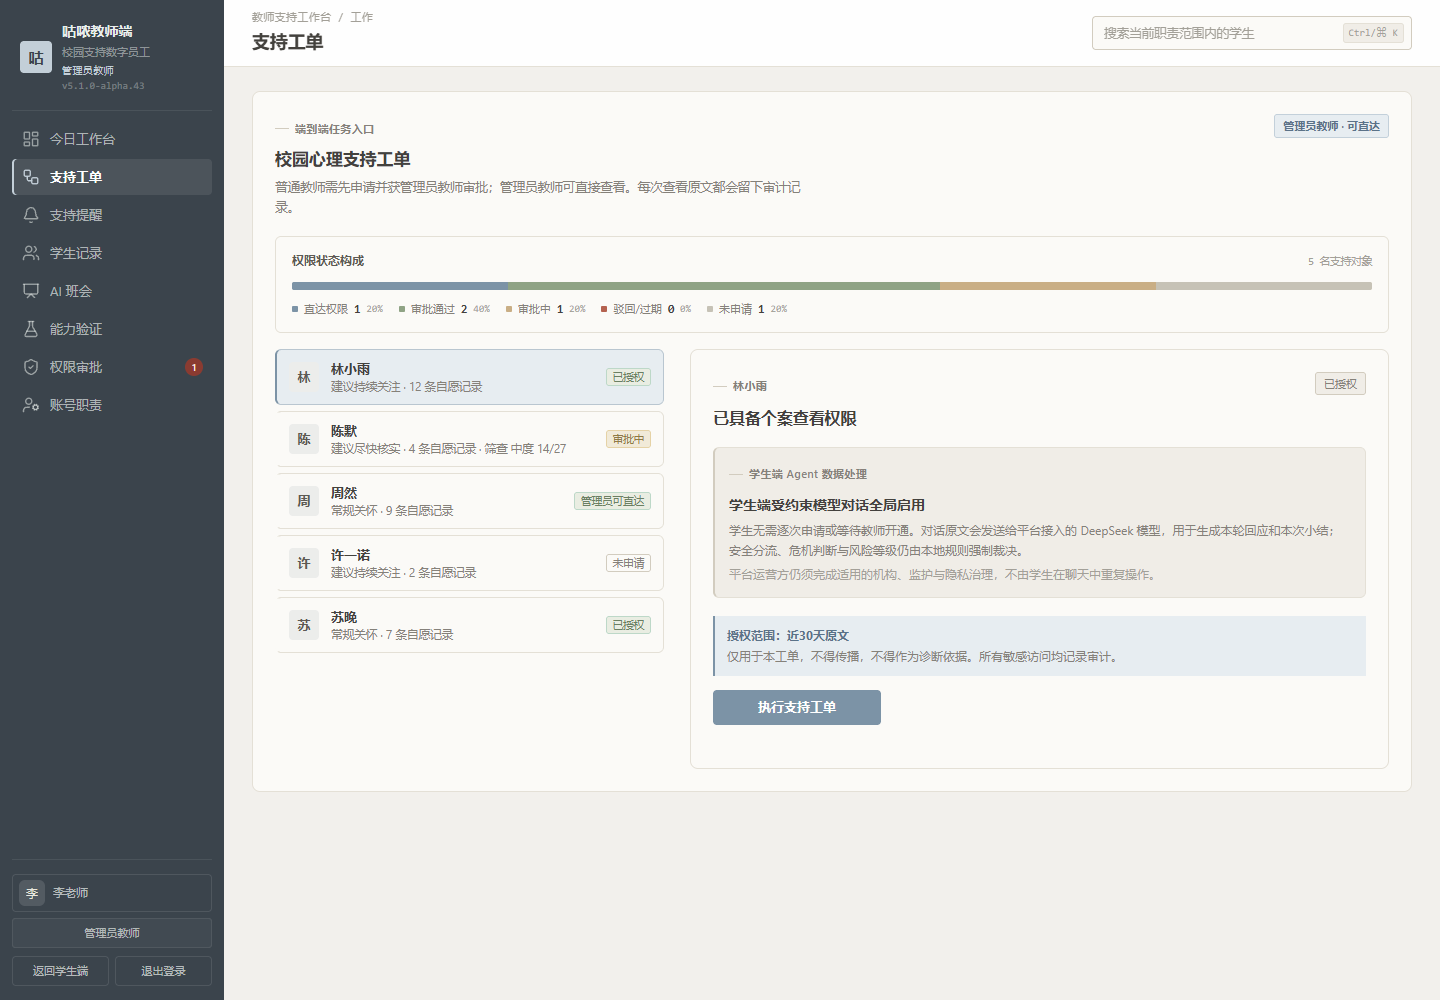 咕
咕哝教师端
校园支持数字员工
管理员教师
v5.1.0-alpha.43
今日工作台
支持工单
支持提醒
学生记录
AI 班会
能力验证
权限审批
1
账号职责
李
李老师
管理员教师
返回学生端
退出登录
教师支持工作台 / 工作
支持工单
搜索当前职责范围内的学生
Ctrl/⌘ K
端到端任务入口
管理员教师 · 可直达
校园心理支持工单
普通教师需先申请并获管理员教师审批；管理员教师可直接查看。每次查看原文都会留下审计记
录。
权限状态构成
5 名支持对象
直达权限 1 20%
审批通过 2 40%
审批中 1 20%
驳回/过期 0 0%
未申请 1 20%
林
林小雨
建议持续关注 · 12 条自愿记录
已授权
陈
陈默
建议尽快核实 · 4 条自愿记录 · 筛查 中度 14/27
审批中
周
周然
常规关怀 · 9 条自愿记录
管理员可直达
许
许一诺
建议持续关注 · 2 条自愿记录
未申请
苏
苏晚
常规关怀 · 7 条自愿记录
已授权
林小雨
已授权
已具备个案查看权限
学生端 Agent 数据处理
学生端受约束模型对话全局启用
学生无需逐次申请或等待教师开通。对话原文会发送给平台接入的 DeepSeek 模型，用于生成本轮回应和本次小结；
安全分流、危机判断与风险等级仍由本地规则强制裁决。
平台运营方仍须完成适用的机构、监护与隐私治理，不由学生在聊天中重复操作。
授权范围：近30天原文
仅用于本工单，不得传播，不得作为诊断依据。所有敏感访问均记录审计。
执行支持工单